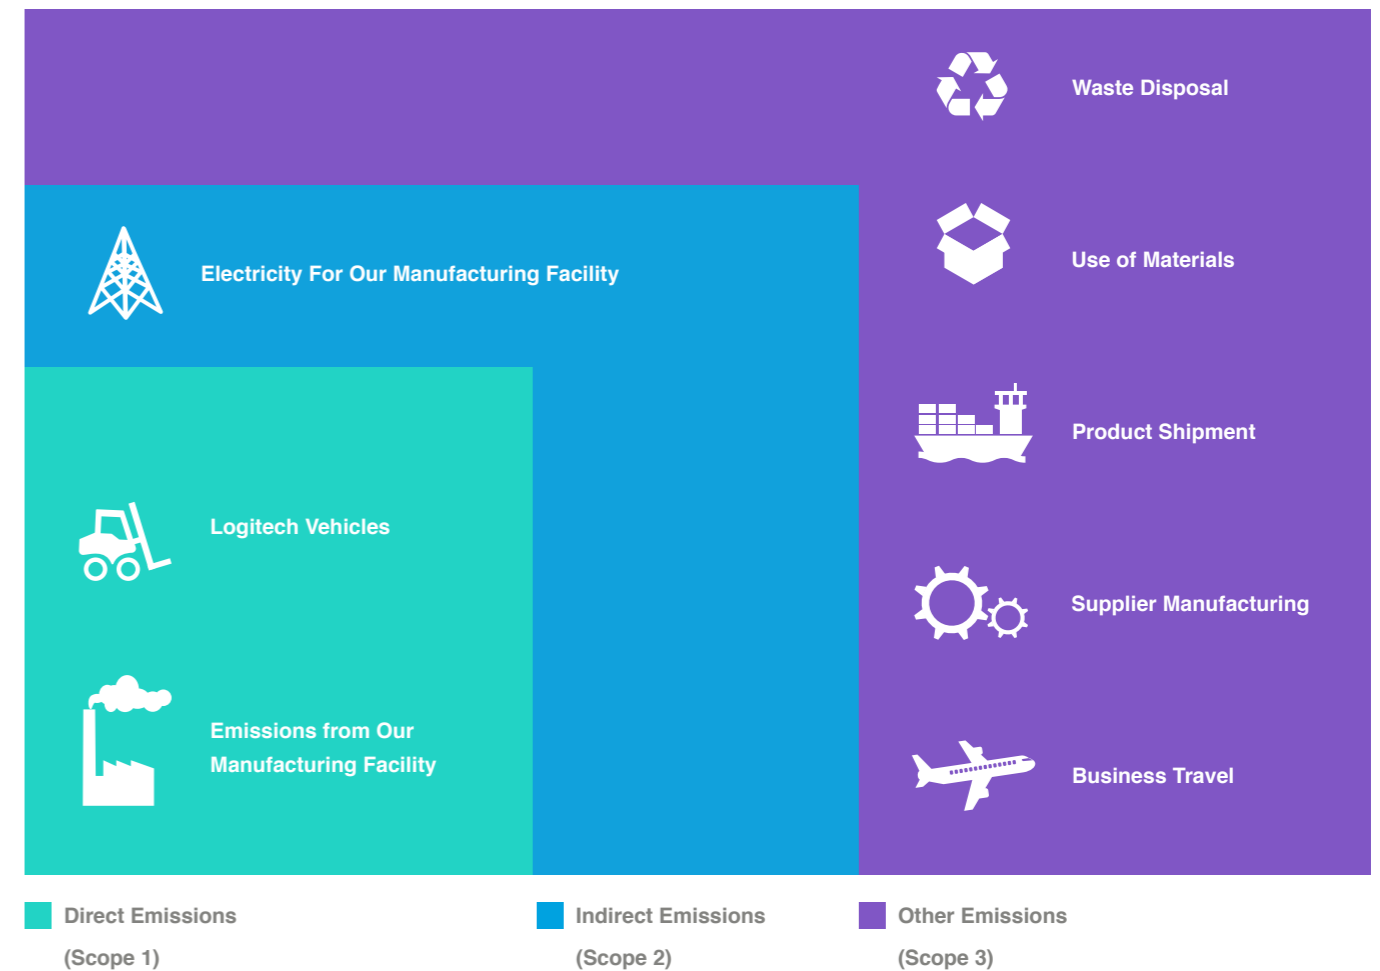 Waste Disposal
Electricity For Our Manufacturing Facility
Use of Materials
Product Shipment
Logitech Vehicles
Supplier Manufacturing
Emissions from Our
Manufacturing Facility
Business Travel
Direct Emissions
(Scope 1)
Indirect Emissions
(Scope 2)
Other Emissions
(Scope 3)